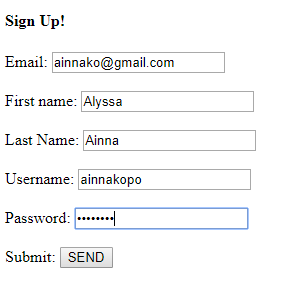 Sign Up!
Email: ainnako@gmail.com
First name: Alyssa
Last Name: Ainna
Username: ainnakopo
Password: ••••••••
Submit: SEND